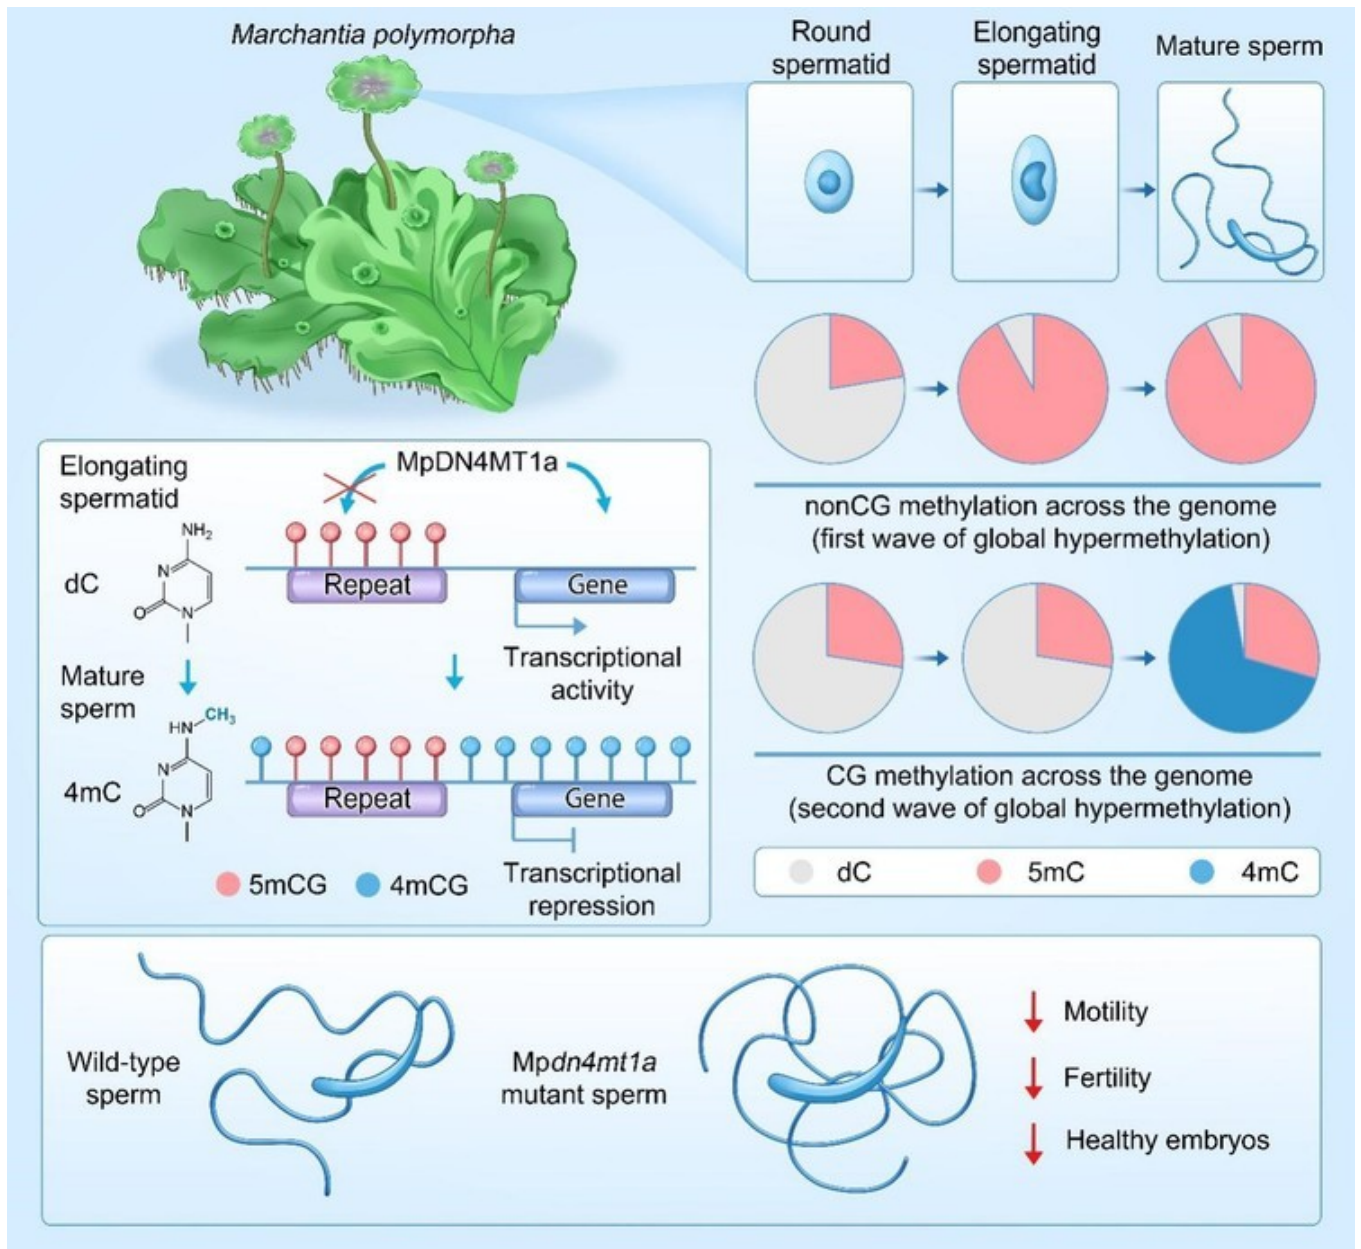 Marchantia polymorpha
Round
spermatid
Elongating
spermatid
Mature sperm
nonCG methylation across the genome
(first wave of global hypermethylation)
CG methylation across the genome
(second wave of global hypermethylation)
dC
5mC
4mC
Elongating
spermatid
MpDN4MT1a
NH₂
N
N
O
dC
Repeat
Gene
Transcriptional
activity
Mature
sperm
HN
CH₃
N
N
O
4mC
Repeat
Gene
5mCG
4mCG
Transcriptional
repression
Wild-type
sperm
Mpdn4mt1a
mutant sperm
Motility
Fertility
Healthy embryos